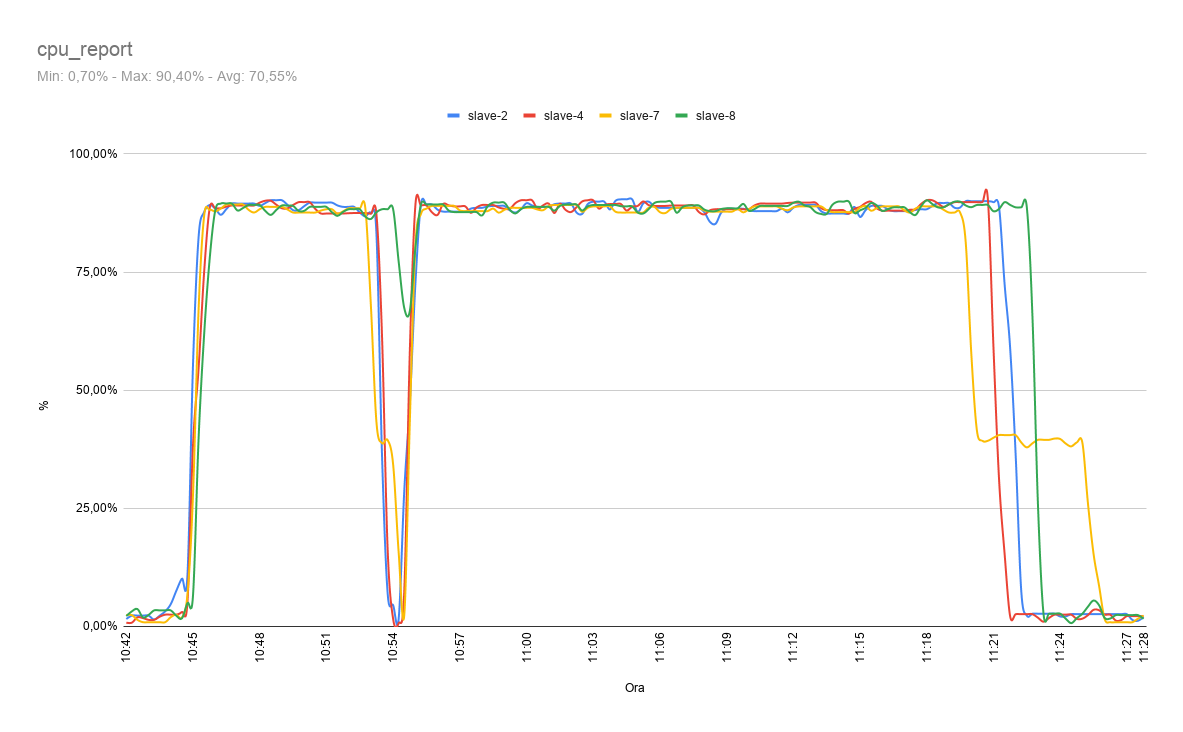 cpu_report
Min: 0,70% - Max: 90,40% - Avg: 70,55%
slave-2 slave-4 slave-7 slave-8
100,00%
75,00%
50,00%
25,00%
0,00%
%
10:42 10:45 10:48 10:51 10:54 10:57 11:00 11:03 11:06 11:09 11:12 11:15 11:18 11:21 11:24 11:27 11:28
Ora